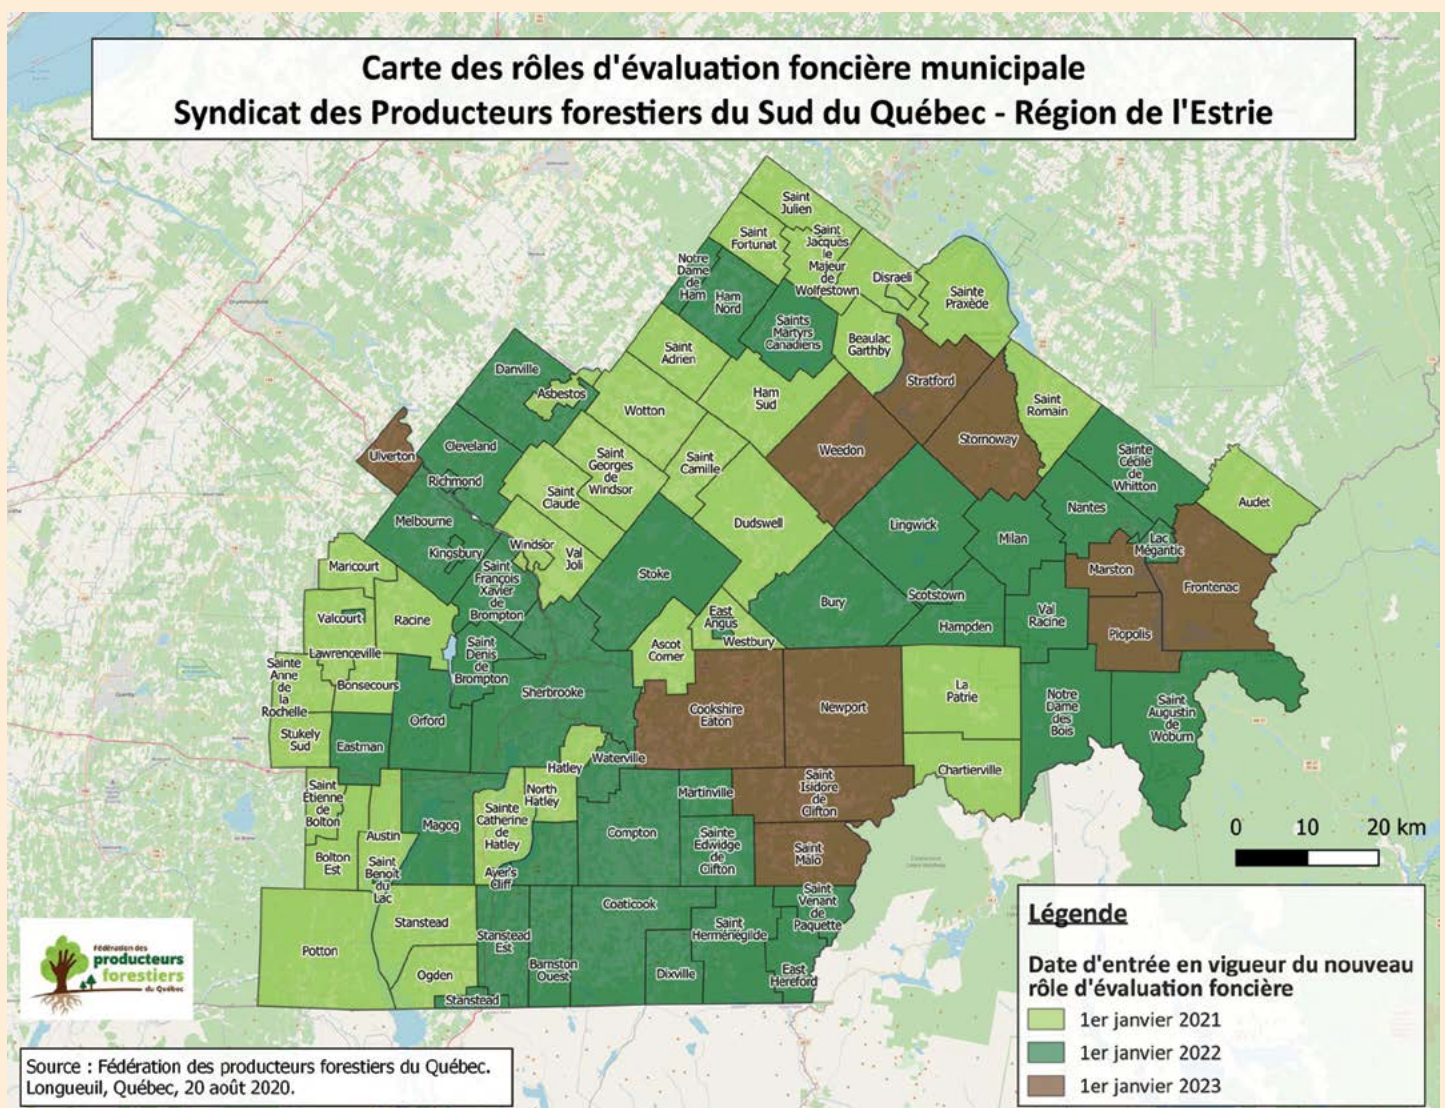 Carte des rôles d'évaluation foncière municipale
Syndicat des Producteurs forestiers du Sud du Québec - Région de l'Estrie
Saint
Julien
Saint
Fortunat
Saint
Jacques
le
Majeur
de
Wolfestown
Disraeli
Sainte
Praxède
Notre
Dame
de
Ham
Ham
Nord
Saints
Martyrs
Canadiens
Beaulac
Garthby
Saint
Adrien
Stratford
Danville
Asbestos
Ham
Sud
Wotton
Saint
Romain
Stornoway
Ulverton
Cleveland
Weedon
Sainte
Cécile
de
Whitton
Saint
Georges
de
Windsor
Saint
Camille
Richmond
Saint
Claude
Audet
Nantes
Melbourne
Dudswell
Lingwick
Milan
Lac
Mégantic
Kingsbury
Windsor
Val
Joli
Maricourt
Saint
François
Xavier
de
Brompton
Stoke
Marston
Frontenac
Scotstown
Bury
Valcourt
Racine
East
Angus
Westbury
Hampden
Val
Racine
Piopolis
Lawrenceville
Saint
Denis
de
Brompton
Ascot
Corner
Sainte
Anne
de
la
Rochelle
Bonsecours
Sherbrooke
La
Patrie
Notre
Dame
des
Bois
Saint
Augustin
de
Woburn
Orford
Cookshire
Eaton
Newport
Stukely
Sud
Eastman
Waterville
Hatley
Chartierville
Saint
Étienne
de
Bolton
North
Hatley
Martinville
Saint
Isidore
de
Clifton
Sainte
Catherine
de
Hatley
Magog
Austin
Compton
Sainte
Edwidge
de
Clifton
Saint
Malo
Bolton
Est
Saint
Benoît
du
Lac
Ayer's
Cliff
Saint
Venant
de
Paquette
Coaticook
Stanstead
Stanstead
Est
Saint
Herménégilde
Potton
Ogden
Barnston
Ouest
Dixville
East
Hereford
Stanstead
0 10 20 km
Légende
Date d'entrée en vigueur du nouveau
rôle d'évaluation foncière
1er janvier 2021
1er janvier 2022
1er janvier 2023
Fédération des
producteurs
forestiers
du Québec
Source : Fédération des producteurs forestiers du Québec.
Longueuil, Québec, 20 août 2020.